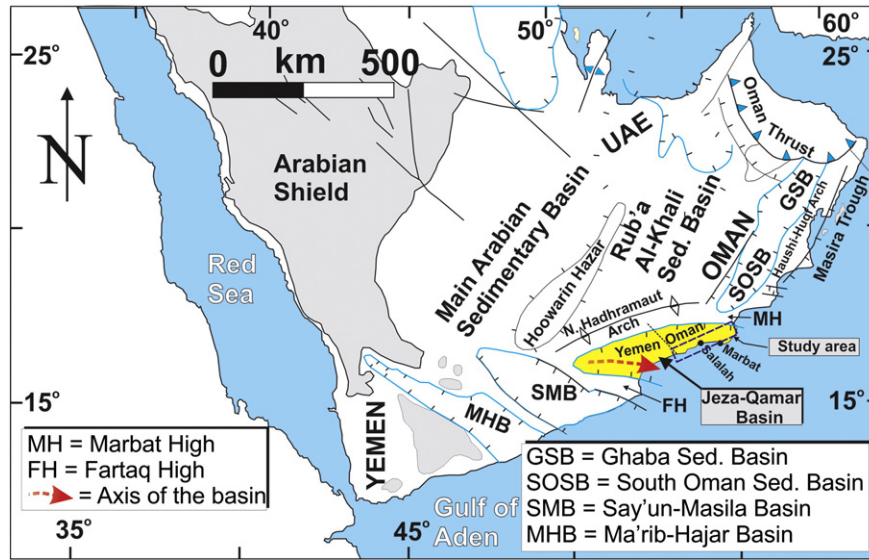 40°
50°
60°
25°
25°
0 km 500
N
Arabian
Shield
UAE
Oman Thrust
Main Arabian
Sedimentary Basin
Rub'a
Al-Khali
Sed. Basin
OMAN
GSB
SOSB
Haushi-Huqf Arch
Masira Trough
Hoowarin Hazar
Red
Sea
N. Hadhramaut
Arch
MH
Yemen Oman
Study area
Marbat
Salalah
Jeza-Qamar
Basin
SMB
FH
MHB
YEMEN
15°
MH = Marbat High
FH = Fartaq High
= Axis of the basin
GSB = Ghaba Sed. Basin
SOSB = South Oman Sed. Basin
SMB = Say'un-Masila Basin
MHB = Ma'rib-Hajar Basin
15°
Gulf of
Aden
35°
45°